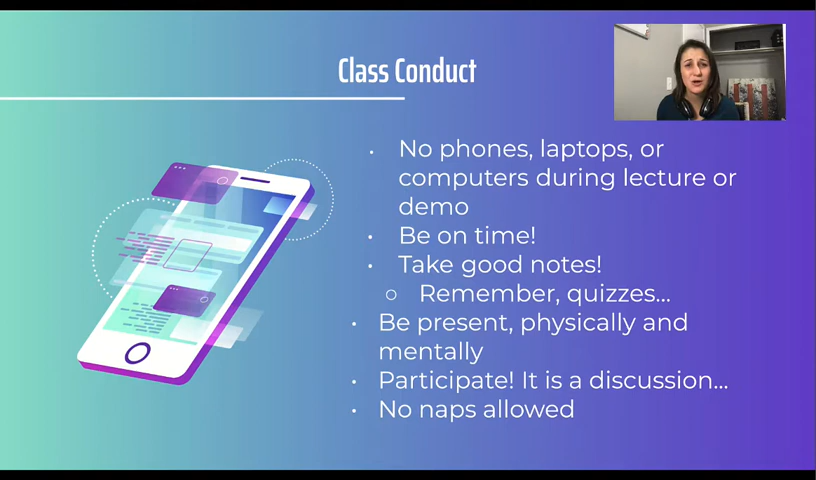 Class Conduct
• No phones, laptops, or
computers during lecture or
demo
• Be on time!
• Take good notes!
○ Remember, quizzes...
• Be present, physically and
mentally
• Participate! It is a discussion...
• No naps allowed